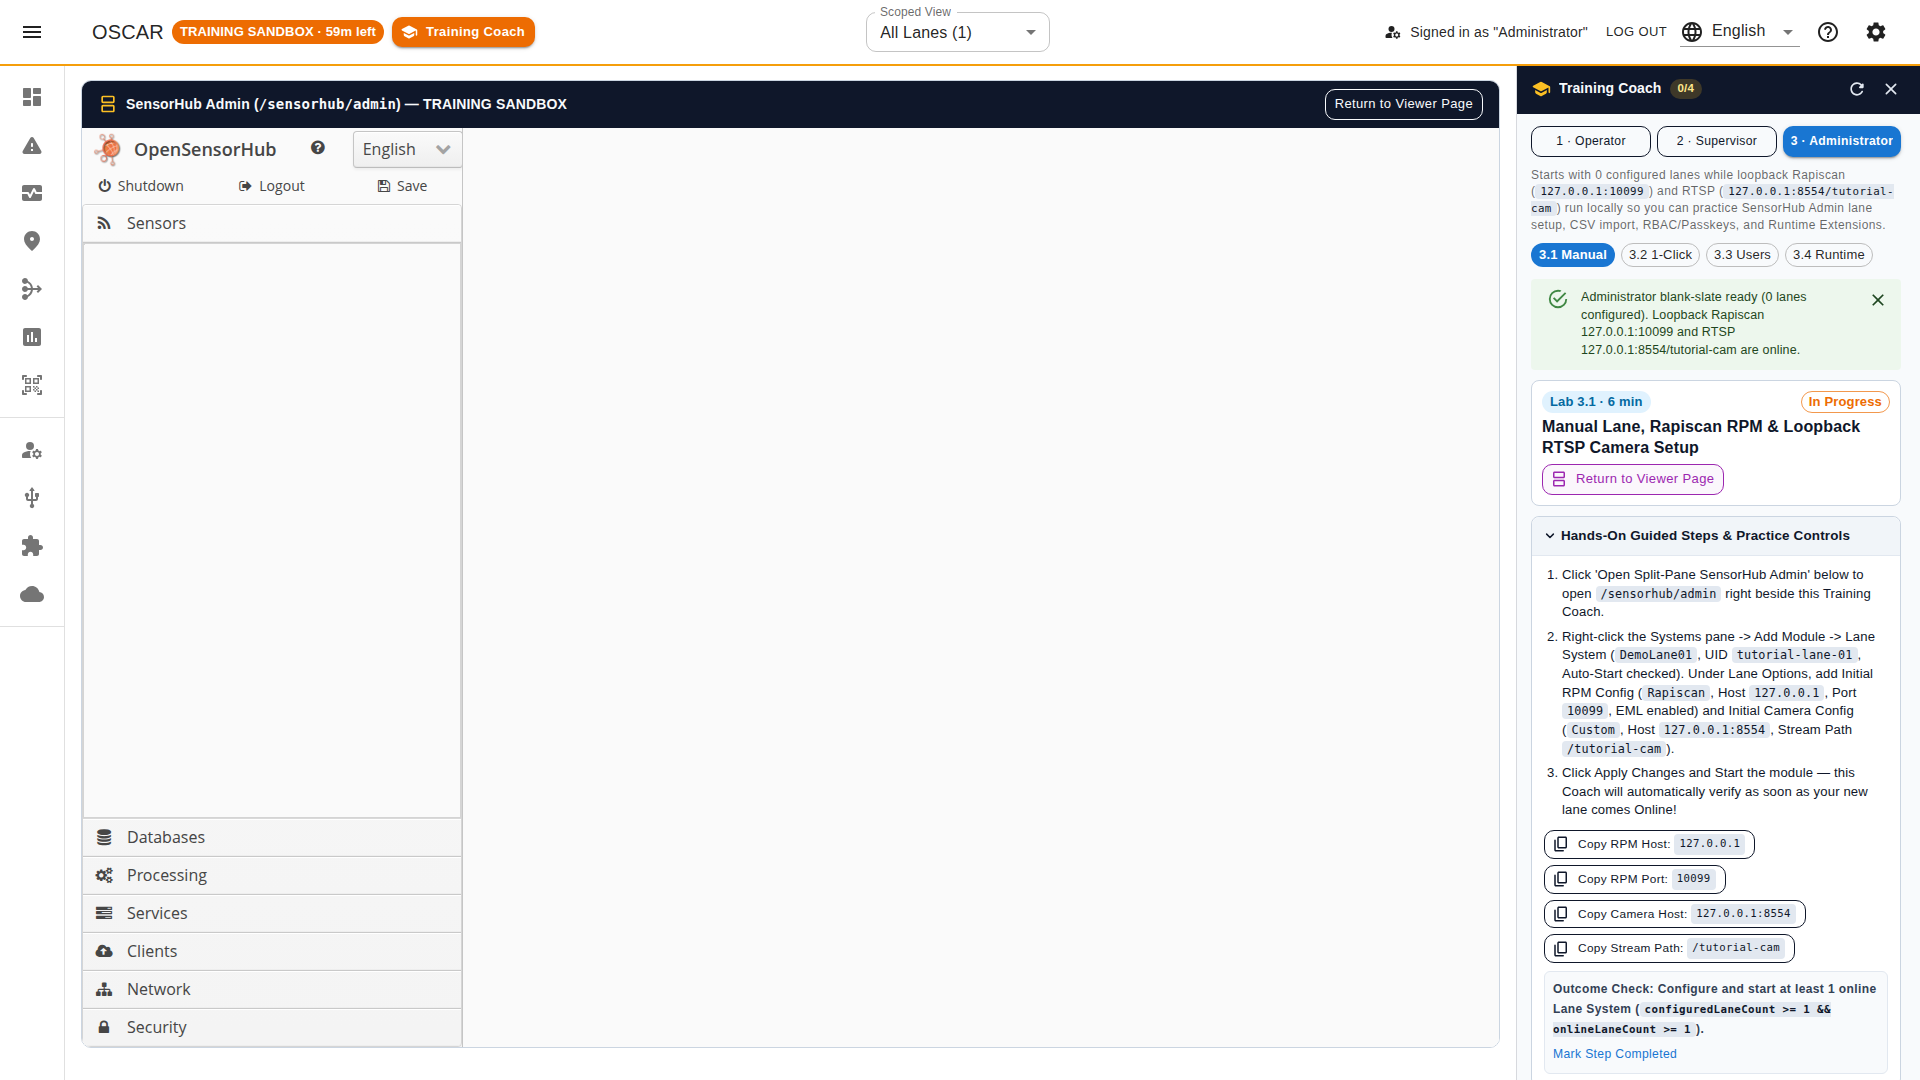 OSCAR
TRAINING SANDBOX · 59m left
Training Coach
Scoped View
All Lanes (1)
Signed in as "Administrator"
LOG OUT
English
SensorHub Admin (/sensorhub/admin) — TRAINING SANDBOX
Return to Viewer Page
OpenSensorHub
English
Shutdown
Logout
Save
Sensors
Databases
Processing
Services
Clients
Network
Security
Training Coach
0/4
1 · Operator
2 · Supervisor
3 · Administrator
Starts with 0 configured lanes while loopback Rapiscan
(127.0.0.1:10099) and RTSP (127.0.0.1:8554/tutorial-
cam) run locally so you can practice SensorHub Admin lane
setup, CSV import, RBAC/Passkeys, and Runtime Extensions.
3.1 Manual
3.2 1-Click
3.3 Users
3.4 Runtime
Administrator blank-slate ready (0 lanes
configured). Loopback Rapiscan
127.0.0.1:10099 and RTSP
127.0.0.1:8554/tutorial-cam are online.
Lab 3.1 · 6 min
In Progress
Manual Lane, Rapiscan RPM & Loopback
RTSP Camera Setup
Return to Viewer Page
Hands-On Guided Steps & Practice Controls
1. Click 'Open Split-Pane SensorHub Admin' below to
open /sensorhub/admin right beside this Training
Coach.
2. Right-click the Systems pane -> Add Module -> Lane
System (DemoLane01, UID tutorial-lane-01,
Auto-Start checked). Under Lane Options, add Initial
RPM Config (Rapiscan, Host 127.0.0.1, Port
10099, EML enabled) and Initial Camera Config
(Custom, Host 127.0.0.1:8554, Stream Path
/tutorial-cam).
3. Click Apply Changes and Start the module — this
Coach will automatically verify as soon as your new
lane comes Online!
Copy RPM Host: 127.0.0.1
Copy RPM Port: 10099
Copy Camera Host: 127.0.0.1:8554
Copy Stream Path: /tutorial-cam
Outcome Check: Configure and start at least 1 online
Lane System (configuredLaneCount >= 1 &&
onlineLaneCount >= 1).
Mark Step Completed